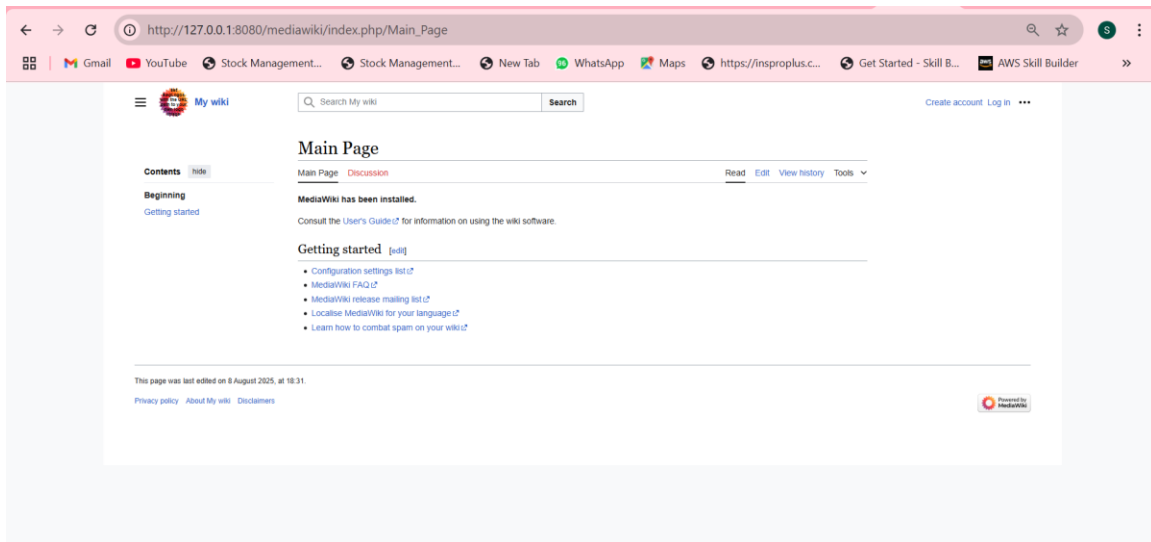 http://127.0.0.1:8080/mediawiki/index.php/Main_Page
S
Gmail YouTube Stock Management... Stock Management... New Tab WhatsApp Maps https://insproplus.c... Get Started - Skill B... AWS Skill Builder »
My wiki Search My wiki Search Create account Log in
Main Page
Contents hide
Main Page Discussion Read Edit View history Tools
Beginning
MediaWiki has been installed.
Getting started
Consult the User's Guide for information on using the wiki software.
Getting started [edit]
• Configuration settings list
• MediaWiki FAQ
• MediaWiki release mailing list
• Localise MediaWiki for your language
• Learn how to combat spam on your wiki
This page was last edited on 8 August 2025, at 18:31.
Privacy policy About My wiki Disclaimers
Powered by
MediaWiki